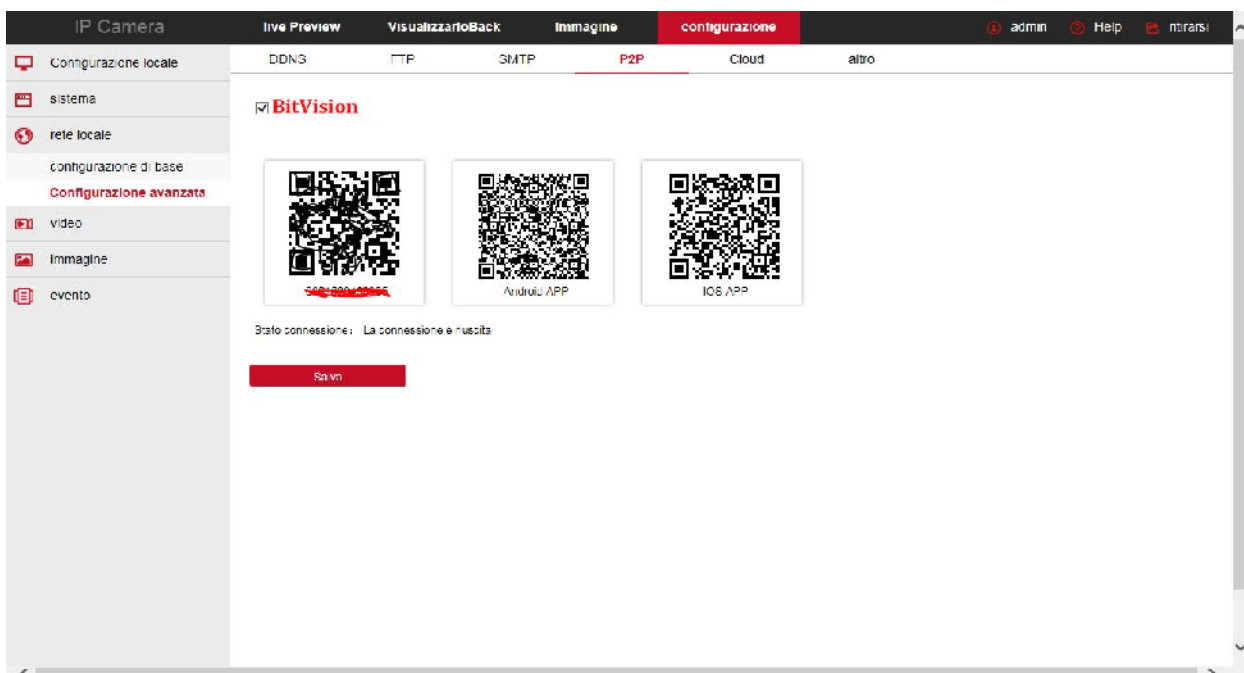 IP Camera live Preview VisualizzarloBack Immagine configurazione admin Help ritirarsi
Configurazione locale DDNS FTP SMTP P2P Cloud altro
sistema
BitVision
rete locale
configurazione di base
Configurazione avanzata
video
immagine
evento
Android APP IOS APP
Stato connessione: La connessione è riuscita
Salva